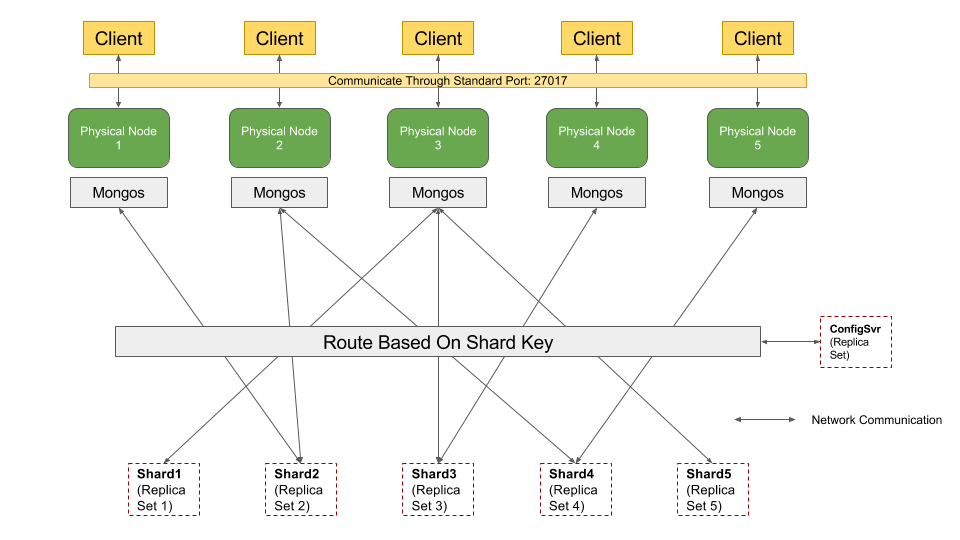 Client
Client
Client
Client
Client
Communicate Through Standard Port: 27017
Physical Node
1
Physical Node
2
Physical Node
3
Physical Node
4
Physical Node
5
Mongos
Mongos
Mongos
Mongos
Mongos
Route Based On Shard Key
ConfigSvr
(Replica
Set)
Network Communication
Shard1
(Replica
Set 1)
Shard2
(Replica
Set 2)
Shard3
(Replica
Set 3)
Shard4
(Replica
Set 4)
Shard5
(Replica
Set 5)